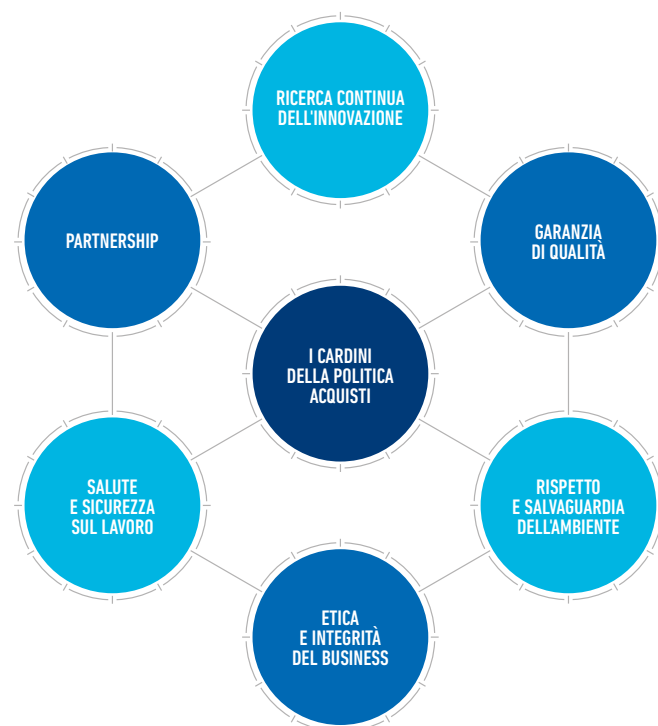 RICERCA CONTINUA
DELL'INNOVAZIONE
PARTNERSHIP
GARANZIA
DI QUALITÀ
I CARDINI
DELLA POLITICA
ACQUISTI
SALUTE
E SICUREZZA
SUL LAVORO
RISPETTO
E SALVAGUARDIA
DELL'AMBIENTE
ETICA
E INTEGRITÀ
DEL BUSINESS